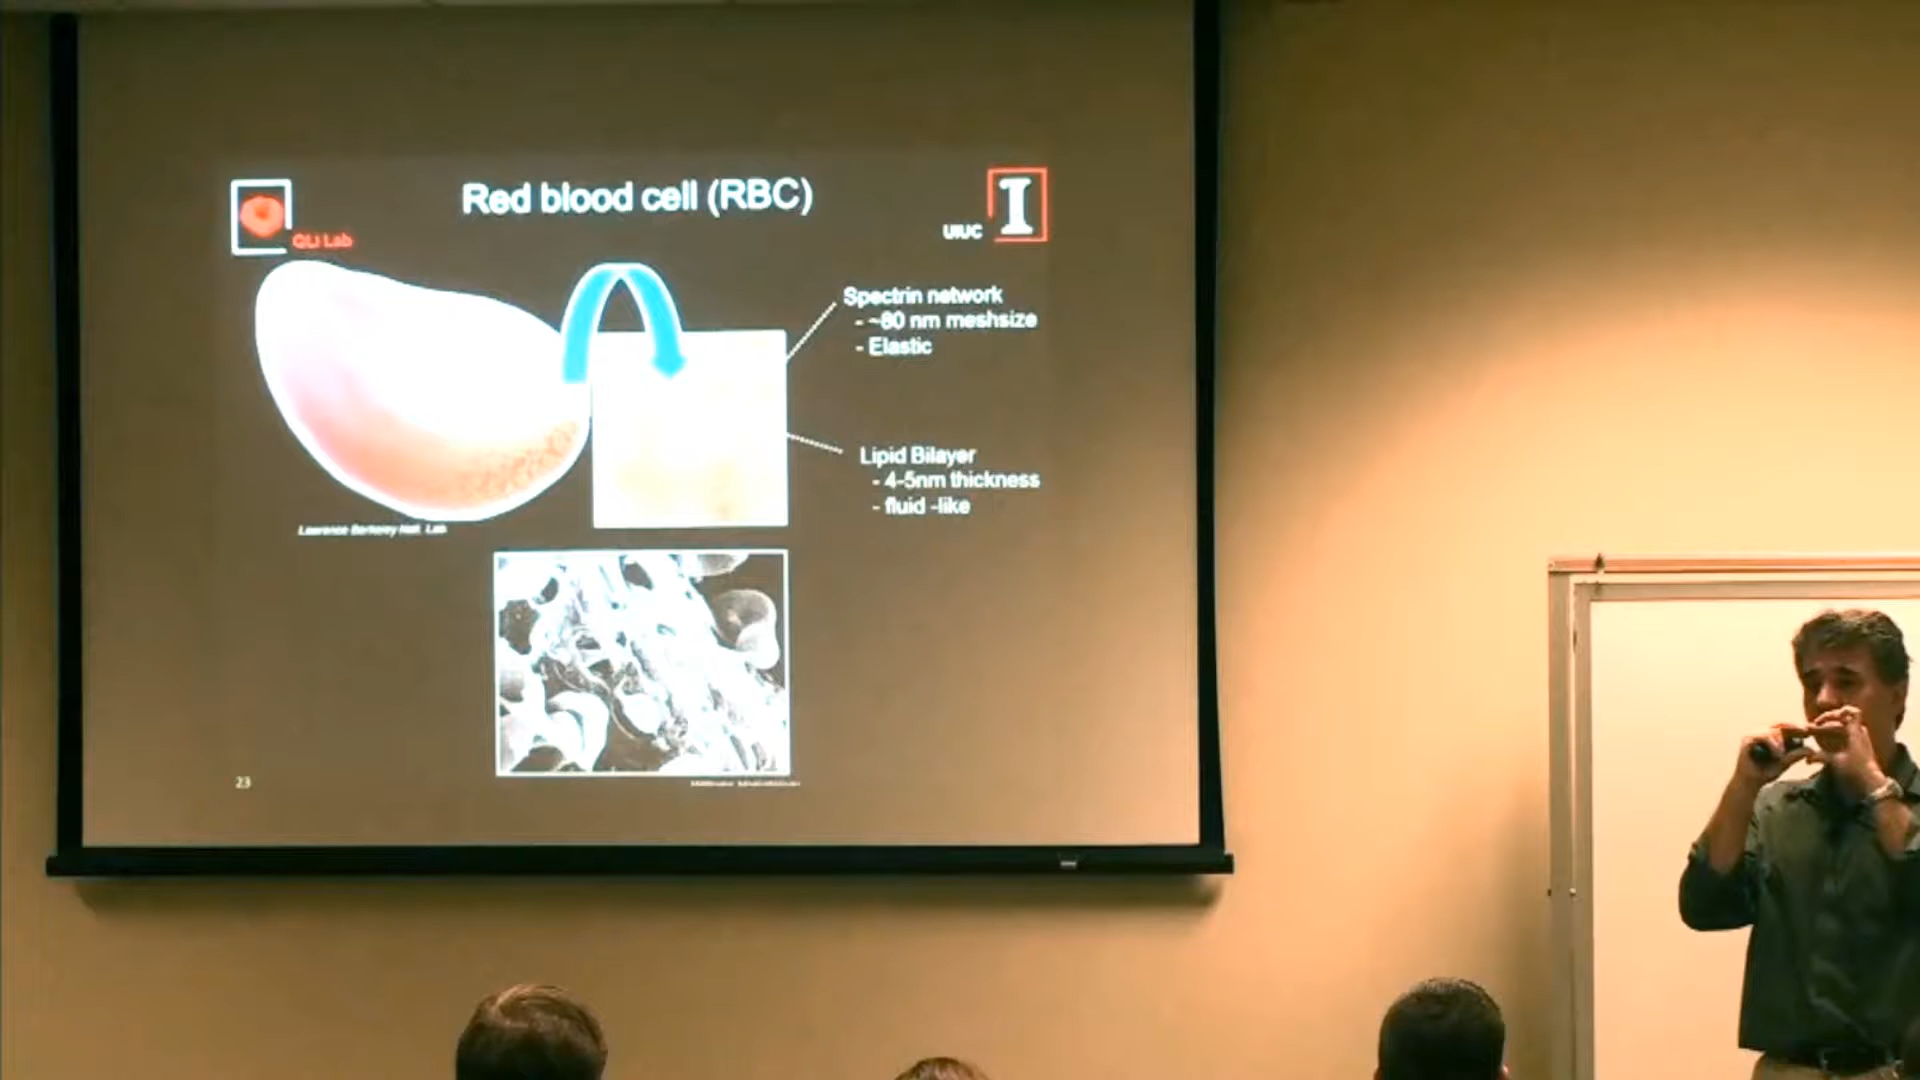 Red blood cell (RBC)
QLI Lab
UIUC
I
Spectrin network
- ~80 nm meshsize
- Elastic
Lipid Bilayer
- 4-5nm thickness
- fluid -like
Lawrence Berkeley Natl. Lab
23